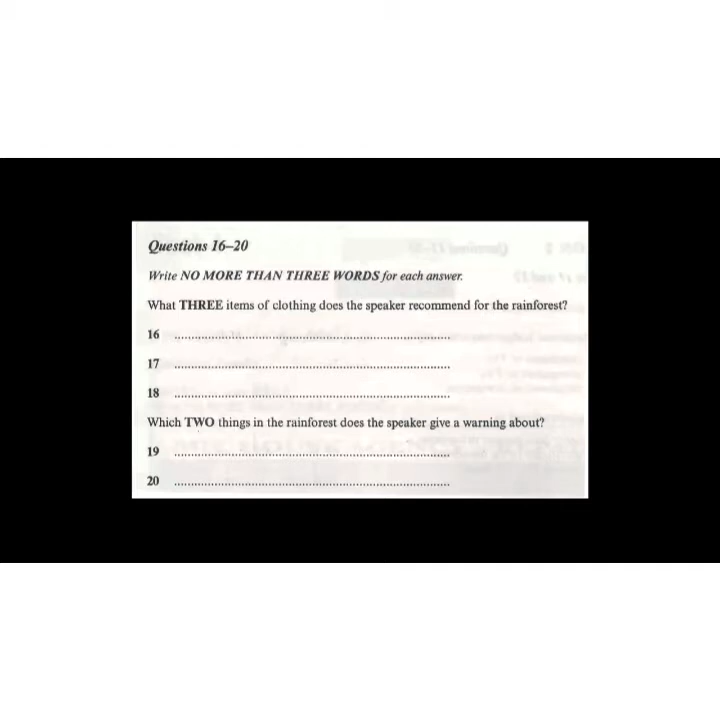 Questions 16–20
Write NO MORE THAN THREE WORDS for each answer.
What THREE items of clothing does the speaker recommend for the rainforest?
16 ....................................................................................
17 ....................................................................................
18 ....................................................................................
Which TWO things in the rainforest does the speaker give a warning about?
19 ....................................................................................
20 ....................................................................................